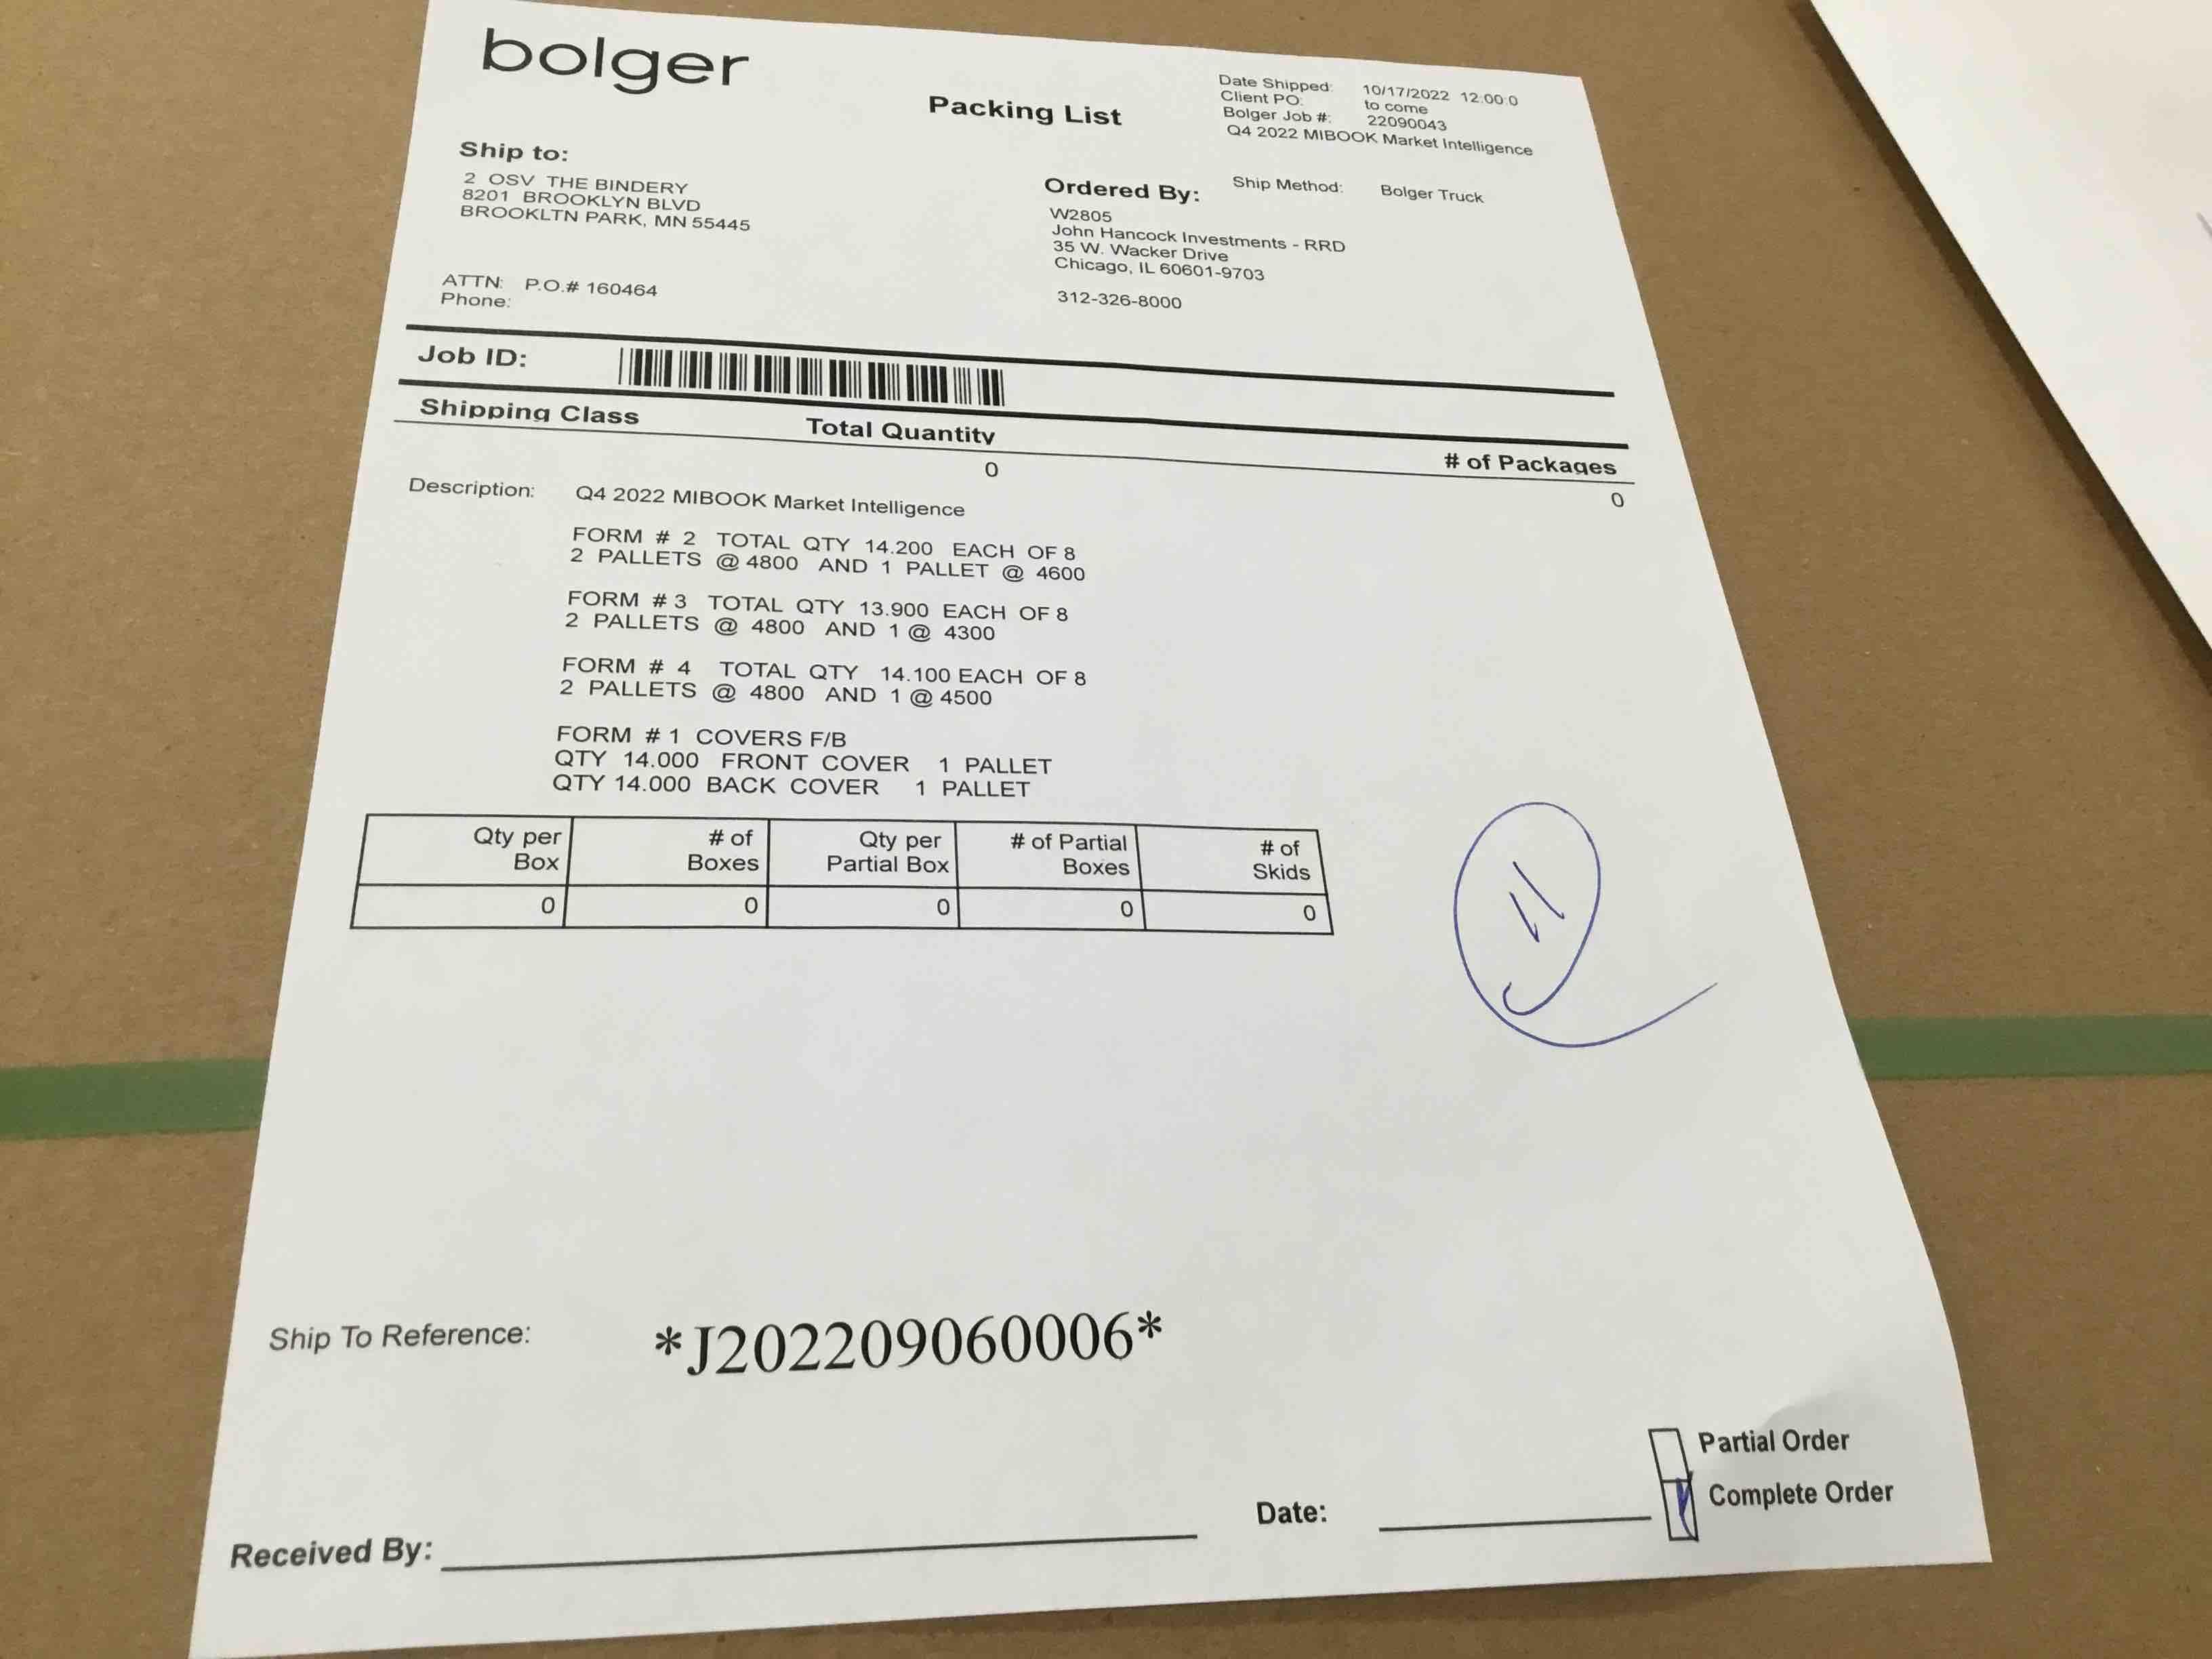 bolger
Packing List
Date Shipped: 10/17/2022 12:00:0
Client PO: to come
Bolger Job #: 22090043
Q4 2022 MIBOOK Market Intelligence
Ship Method: Bolger Truck
Ship to:
2 OSV THE BINDERY
8201 BROOKLYN BLVD
BROOKLTN PARK, MN 55445
ATTN: P.O.# 160464
Phone:
Ordered By:
W2805
John Hancock Investments - RRD
35 W. Wacker Drive
Chicago, IL 60601-9703
312-326-8000
Job ID:
Shipping Class Total Quantity # of Packages
0 0
Description: Q4 2022 MIBOOK Market Intelligence
FORM # 2 TOTAL QTY 14.200 EACH OF 8
2 PALLETS @ 4800 AND 1 PALLET @ 4600
FORM # 3 TOTAL QTY 13.900 EACH OF 8
2 PALLETS @ 4800 AND 1 @ 4300
FORM # 4 TOTAL QTY 14.100 EACH OF 8
2 PALLETS @ 4800 AND 1 @ 4500
FORM # 1 COVERS F/B
QTY 14.000 FRONT COVER 1 PALLET
QTY 14.000 BACK COVER 1 PALLET
Qty per Box # of Boxes Qty per Partial Box # of Partial Boxes # of Skids
0 0 0 0 0
11
Ship To Reference: *J202209060006*
Partial Order
Complete Order
Received By: Date: